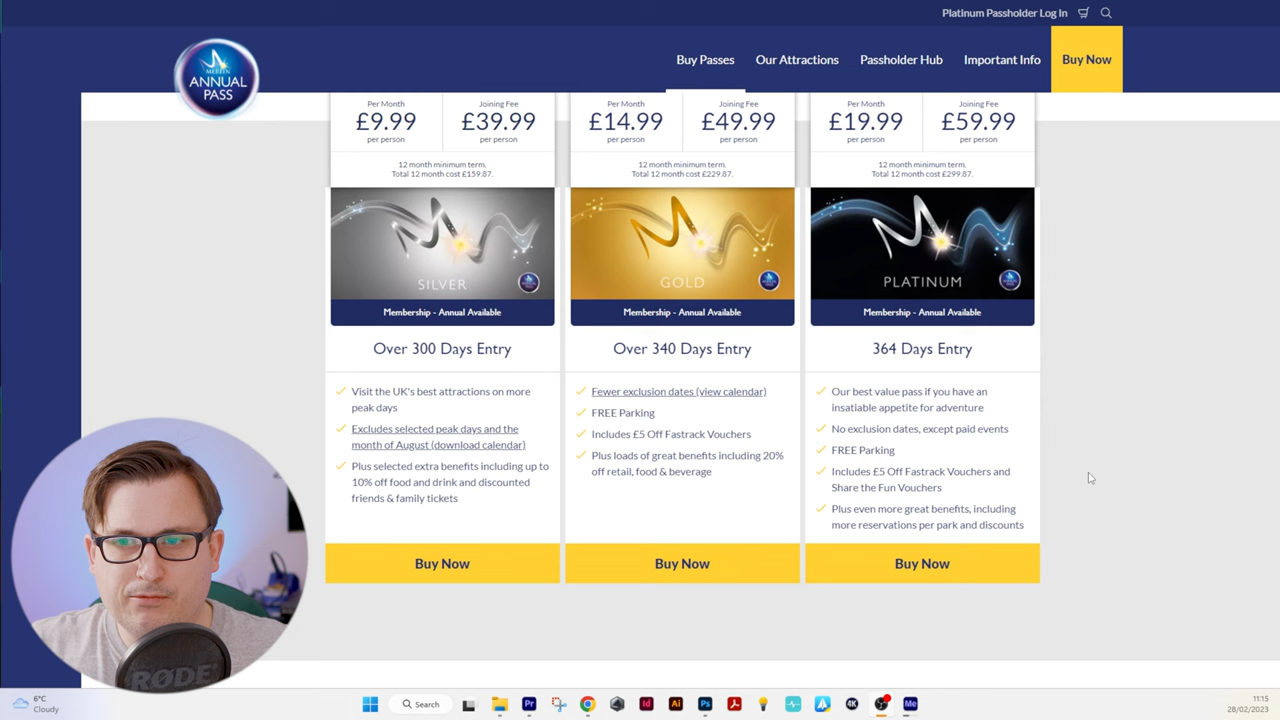 Platinum Passholder Log In
MERLIN
ANNUAL
PASS
Buy Passes
Our Attractions
Passholder Hub
Important Info
Buy Now
Per Month
£9.99
per person
Joining Fee
£39.99
per person
12 month minimum term.
Total 12 month cost £159.87.
SILVER
Membership - Annual Available
Over 300 Days Entry
Visit the UK's best attractions on more
peak days
Excludes selected peak days and the
month of August (download calendar)
Plus selected extra benefits including up to
10% off food and drink and discounted
friends & family tickets
Buy Now
Per Month
£14.99
per person
Joining Fee
£49.99
per person
12 month minimum term.
Total 12 month cost £229.87.
GOLD
Membership - Annual Available
Over 340 Days Entry
Fewer exclusion dates (view calendar)
FREE Parking
Includes £5 Off Fastrack Vouchers
Plus loads of great benefits including 20%
off retail, food & beverage
Buy Now
Per Month
£19.99
per person
Joining Fee
£59.99
per person
12 month minimum term.
Total 12 month cost £299.87.
PLATINUM
Membership - Annual Available
364 Days Entry
Our best value pass if you have an
insatiable appetite for adventure
No exclusion dates, except paid events
FREE Parking
Includes £5 Off Fastrack Vouchers and
Share the Fun Vouchers
Plus even more great benefits, including
more reservations per park and discounts
Buy Now
RØDE
6°C
Cloudy
Search
Pr
Id
Ai
Ps
4K
Me
11:15
28/02/2023